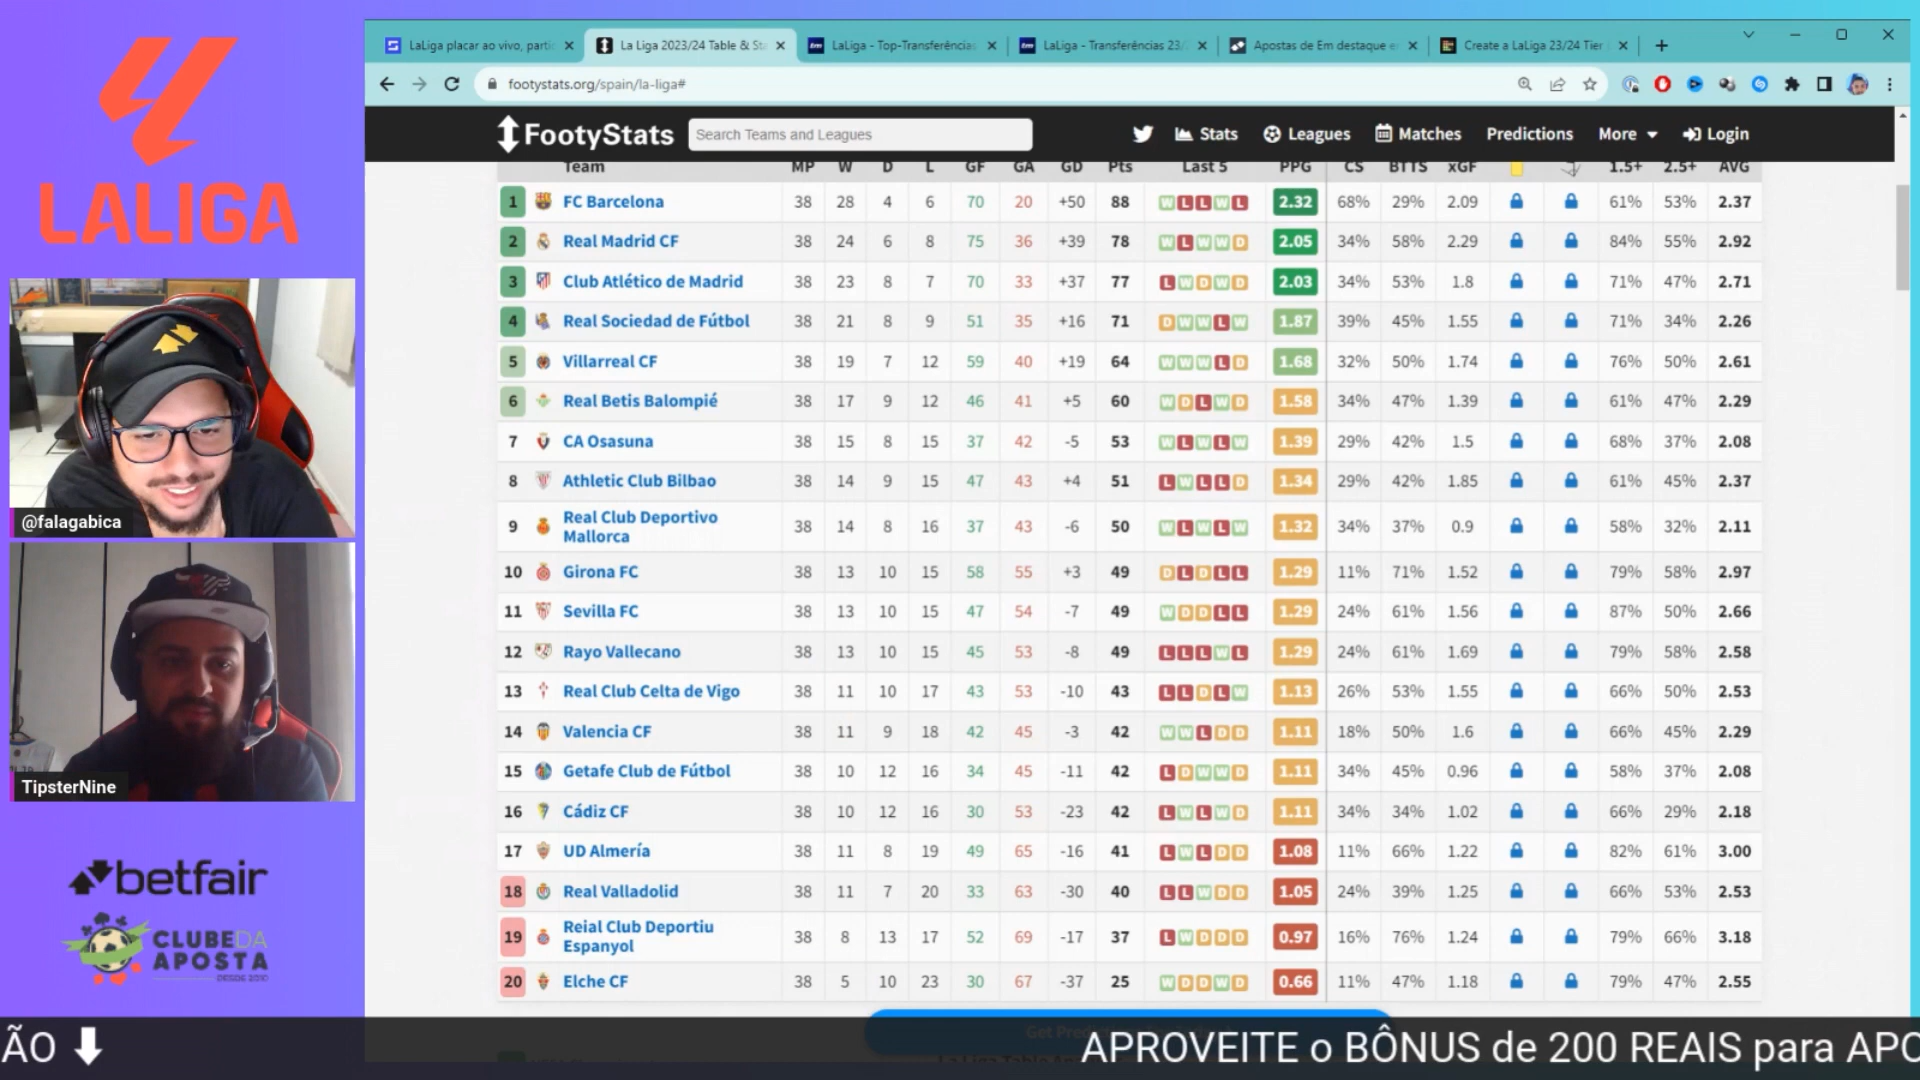 LALIGA
@falagabica
TipsterNine
betfair
CLUBE DA
APOSTA
DESDE 2010
LaLiga placar ao vivo, parti
La Liga 2023/24 Table & Sta
LaLiga - Top-Transferências
LaLiga - Transferências 23/
Apostas de Em destaque e
Create a LaLiga 23/24 Tier
footystats.org/spain/la-liga#
FootyStats
Search Teams and Leagues
Stats Leagues Matches Predictions More Login
Team MP W D L GF GA GD Pts Last 5 PPG CS BTTS xGF 1.5+ 2.5+ AVG
1 FC Barcelona 38 28 4 6 70 20 +50 88 W L L W L 2.32 68% 29% 2.09 61% 53% 2.37
2 Real Madrid CF 38 24 6 8 75 36 +39 78 W L W W D 2.05 34% 58% 2.29 84% 55% 2.92
3 Club Atlético de Madrid 38 23 8 7 70 33 +37 77 L W D W D 2.03 34% 53% 1.8 71% 47% 2.71
4 Real Sociedad de Fútbol 38 21 8 9 51 35 +16 71 D W W L W 1.87 39% 45% 1.55 71% 34% 2.26
5 Villarreal CF 38 19 7 12 59 40 +19 64 W W W L D 1.68 32% 50% 1.74 76% 50% 2.61
6 Real Betis Balompié 38 17 9 12 46 41 +5 60 W D L W D 1.58 34% 47% 1.39 61% 47% 2.29
7 CA Osasuna 38 15 8 15 37 42 -5 53 W L W L W 1.39 29% 42% 1.5 68% 37% 2.08
8 Athletic Club Bilbao 38 14 9 15 47 43 +4 51 L W L L D 1.34 29% 42% 1.85 61% 45% 2.37
9 Real Club Deportivo
Mallorca 38 14 8 16 37 43 -6 50 W L W L W 1.32 34% 37% 0.9 58% 32% 2.11
10 Girona FC 38 13 10 15 58 55 +3 49 D L D L L 1.29 11% 71% 1.52 79% 58% 2.97
11 Sevilla FC 38 13 10 15 47 54 -7 49 W D D L L 1.29 24% 61% 1.56 87% 50% 2.66
12 Rayo Vallecano 38 13 10 15 45 53 -8 49 L L L W L 1.29 24% 61% 1.69 79% 58% 2.58
13 Real Club Celta de Vigo 38 11 10 17 43 53 -10 43 L L D L W 1.13 26% 53% 1.55 66% 50% 2.53
14 Valencia CF 38 11 9 18 42 45 -3 42 W W L D D 1.11 18% 50% 1.6 66% 45% 2.29
15 Getafe Club de Fútbol 38 10 12 16 34 45 -11 42 L D W W D 1.11 34% 45% 0.96 58% 37% 2.08
16 Cádiz CF 38 10 12 16 30 53 -23 42 L W L W D 1.11 34% 34% 1.02 66% 29% 2.18
17 UD Almería 38 11 8 19 49 65 -16 41 L W L D D 1.08 11% 66% 1.22 82% 61% 3.00
18 Real Valladolid 38 11 7 20 33 63 -30 40 L L W D D 1.05 24% 39% 1.25 66% 53% 2.53
19 Reial Club Deportiu
Espanyol 38 8 13 17 52 69 -17 37 L W D D D 0.97 16% 76% 1.24 79% 66% 3.18
20 Elche CF 38 5 10 23 30 67 -37 25 W D D W D 0.66 11% 47% 1.18 79% 47% 2.55
ÃO APROVEITE o BÔNUS de 200 REAIS para APO